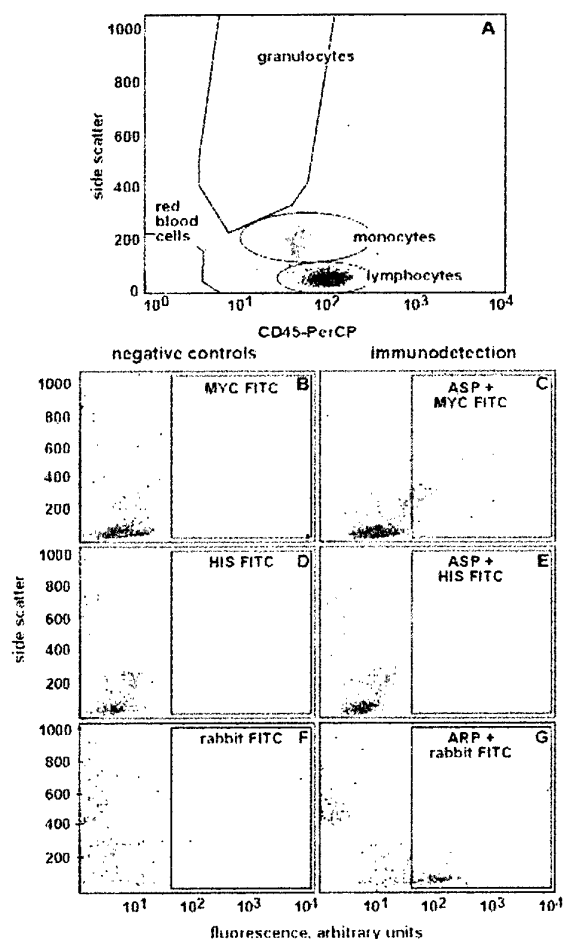 A
1000
granulocytes
800
600
400
red
blood
cells
200
monocytes
lymphocytes
0
side scatter
10⁰ 10¹ 10² 10³ 10⁴
CD45-PerCP
negative controls immunodetection
1000
800
600
400
200
MYC FITC B
ASP + C
MYC FITC
1000
800
600
400
200
HIS FITC D
ASP + E
HIS FITC
side scatter
1000
800
600
400
200
rabbit FITC F
ARP + G
rabbit FITC
10¹ 10² 10³ 10⁴ 10¹ 10² 10³ 10⁴
fluorescence, arbitrary units